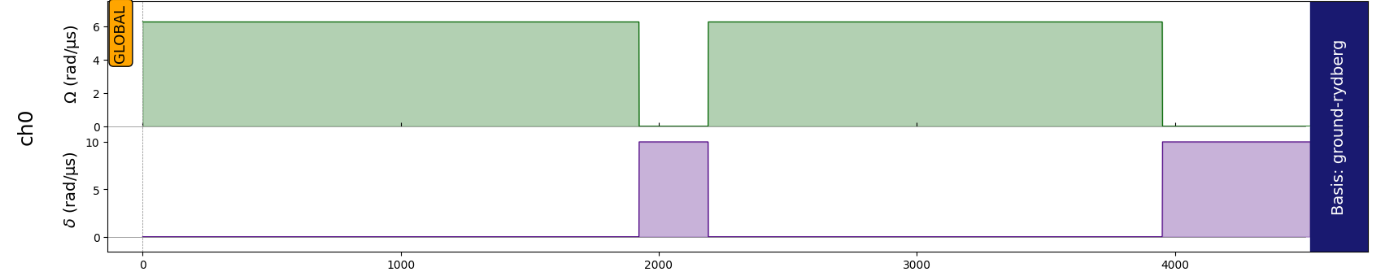 ch0
GLOBAL
Ω (rad/µs)
6
4
2
0
δ (rad/µs)
10
5
0
0 1000 2000 3000 4000
Basis: ground-rydberg